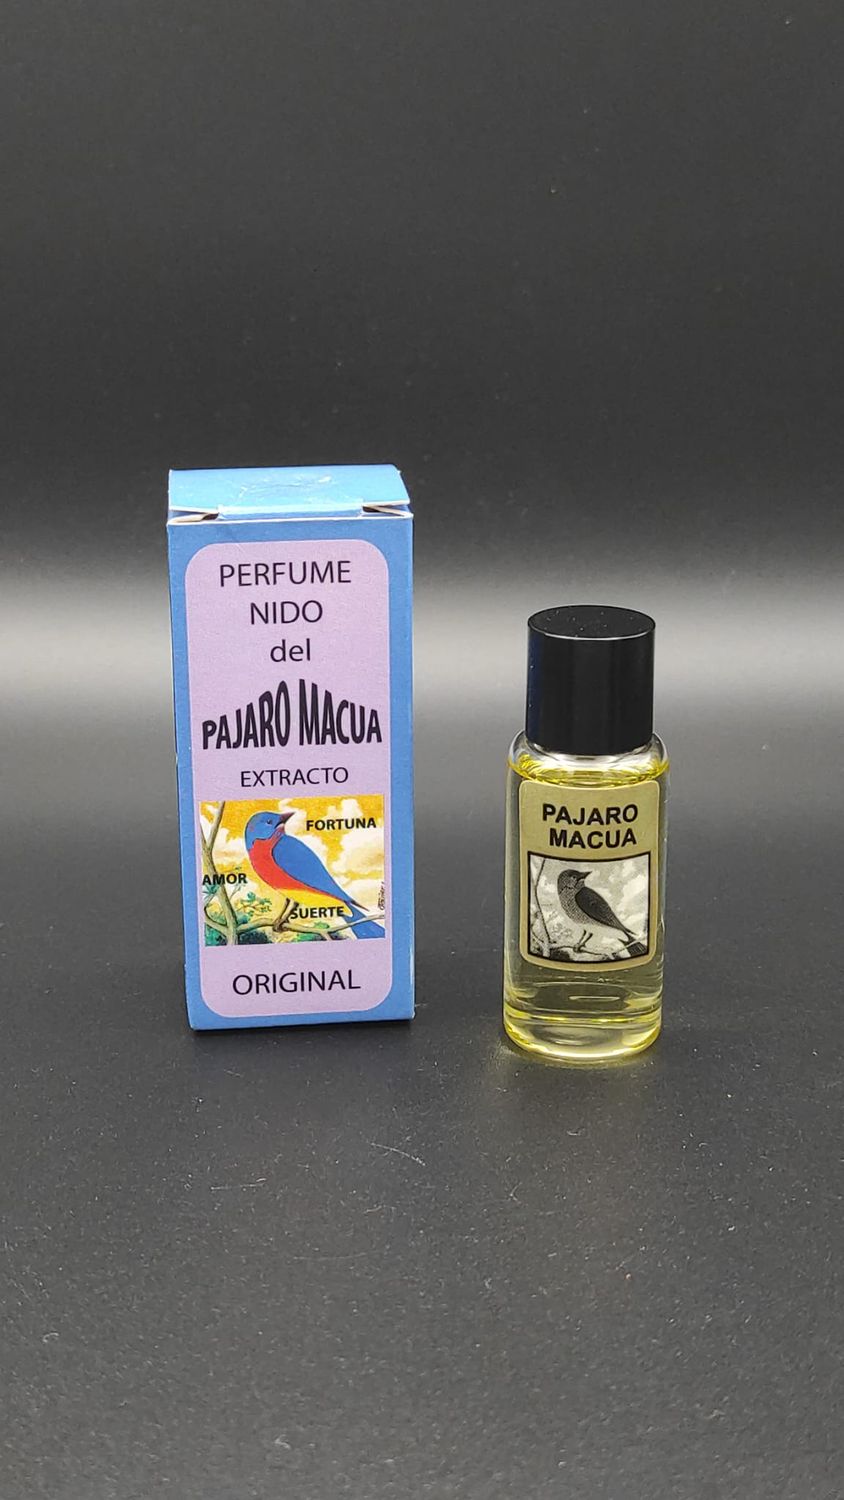 PERFUME
NIDO
del
PAJARO MACUA
EXTRACTO
FORTUNA
AMOR
SUERTE
ORIGINAL
PAJARO
MACUA